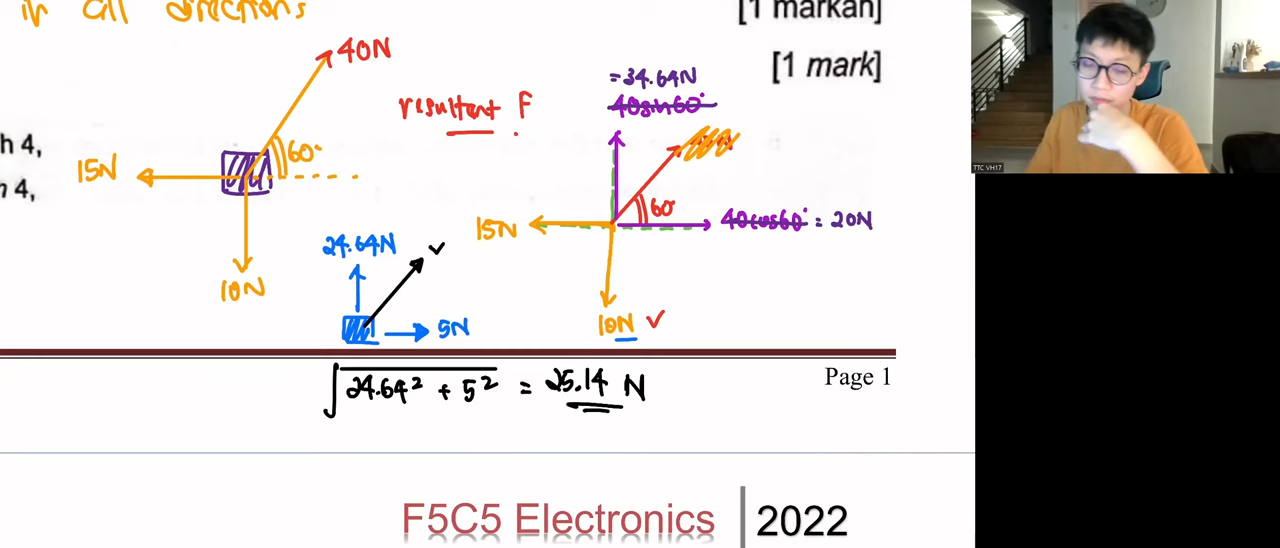 in all directions
[1 markah]
[1 mark]
40N
60°
15N
10N
resultant F
= 34.64N
40sin60°
60°
15N
40cos60° = 20N
10N ✓
24.64N
✓
5N
√24.64² + 5² = 25.14 N
h 4,
n 4,
Page 1
F5C5 Electronics | 2022
TTC VH17